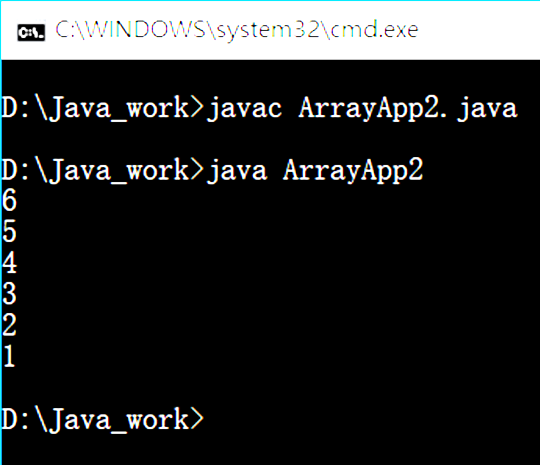 C:\WINDOWS\system32\cmd.exe
D:\Java_work>javac ArrayApp2.java
D:\Java_work>java ArrayApp2
6
5
4
3
2
1
D:\Java_work>